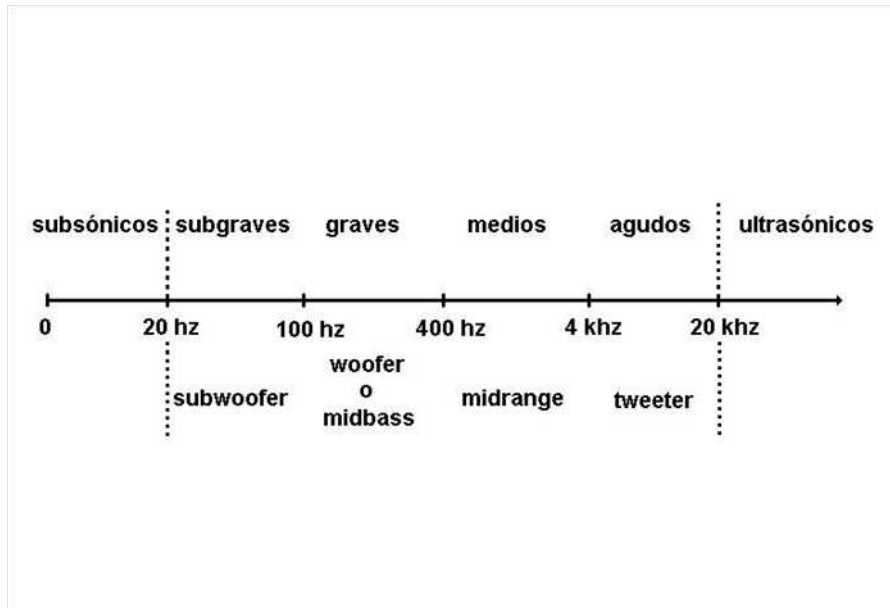 subsónicos subgraves graves medios agudos ultrasónicos
0 20 hz 100 hz 400 hz 4 khz 20 khz
subwoofer
woofer
o
midbass
midrange
tweeter